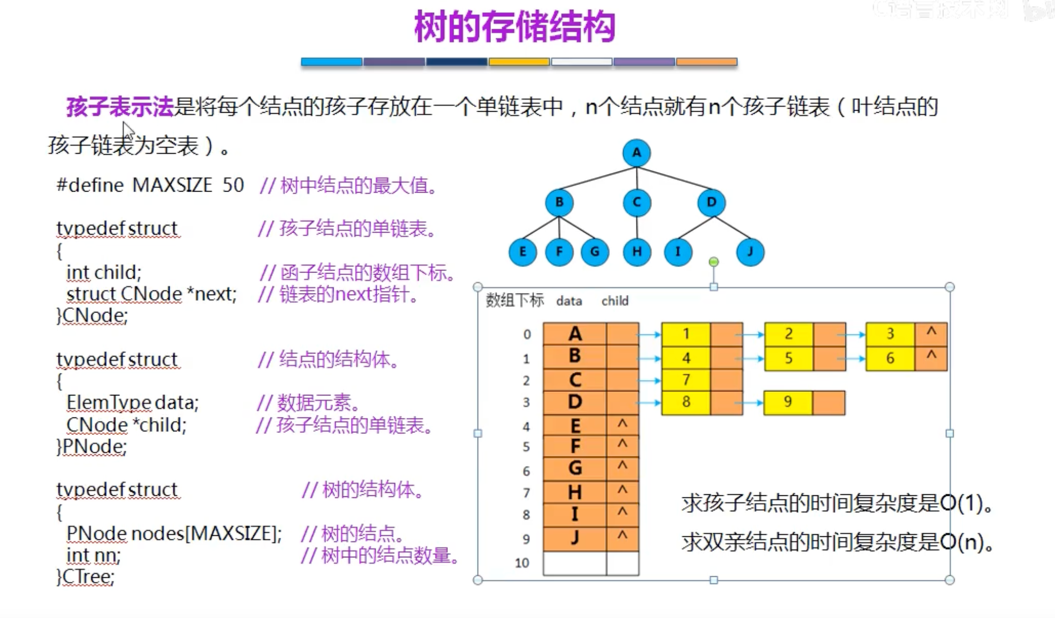 树的存储结构
孩子表示法是将每个结点的孩子存放在一个单链表中，n个结点就有n个孩子链表（叶结点的
孩子链表为空表）。
#define MAXSIZE 50 // 树中结点的最大值。
typedef struct // 孩子结点的单链表。
{
int child; // 函子结点的数组下标。
struct CNode *next; // 链表的next指针。
}CNode;
typedef struct // 结点的结构体。
{
ElemType data; // 数据元素。
CNode *child; // 孩子结点的单链表。
}PNode;
typedef struct // 树的结构体。
{
PNode nodes[MAXSIZE]; // 树的结点。
int nn; // 树中的结点数量。
}CTree;
A
B C D
E F G H I J
数组下标 data child
0 A 1 2 3 ^
1 B 4 5 6 ^
2 C 7
3 D 8 9
4 E ^
5 F ^
6 G ^
7 H ^
8 I ^
9 J ^
10
求孩子结点的时间复杂度是O(1)。
求双亲结点的时间复杂度是O(n)。